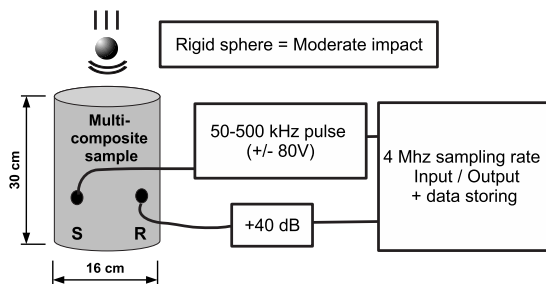 Rigid sphere = Moderate impact
Multi-
composite
sample
50-500 kHz pulse
(+/- 80V)
4 Mhz sampling rate
Input / Output
+ data storing
30 cm
S
R
+40 dB
16 cm